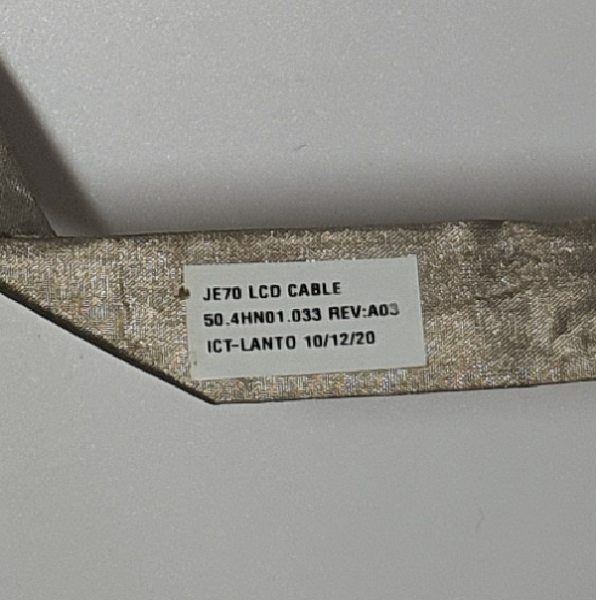 JE70 LCD CABLE
50.4HN01.033 REV:A03
ICT-LANTO 10/12/20